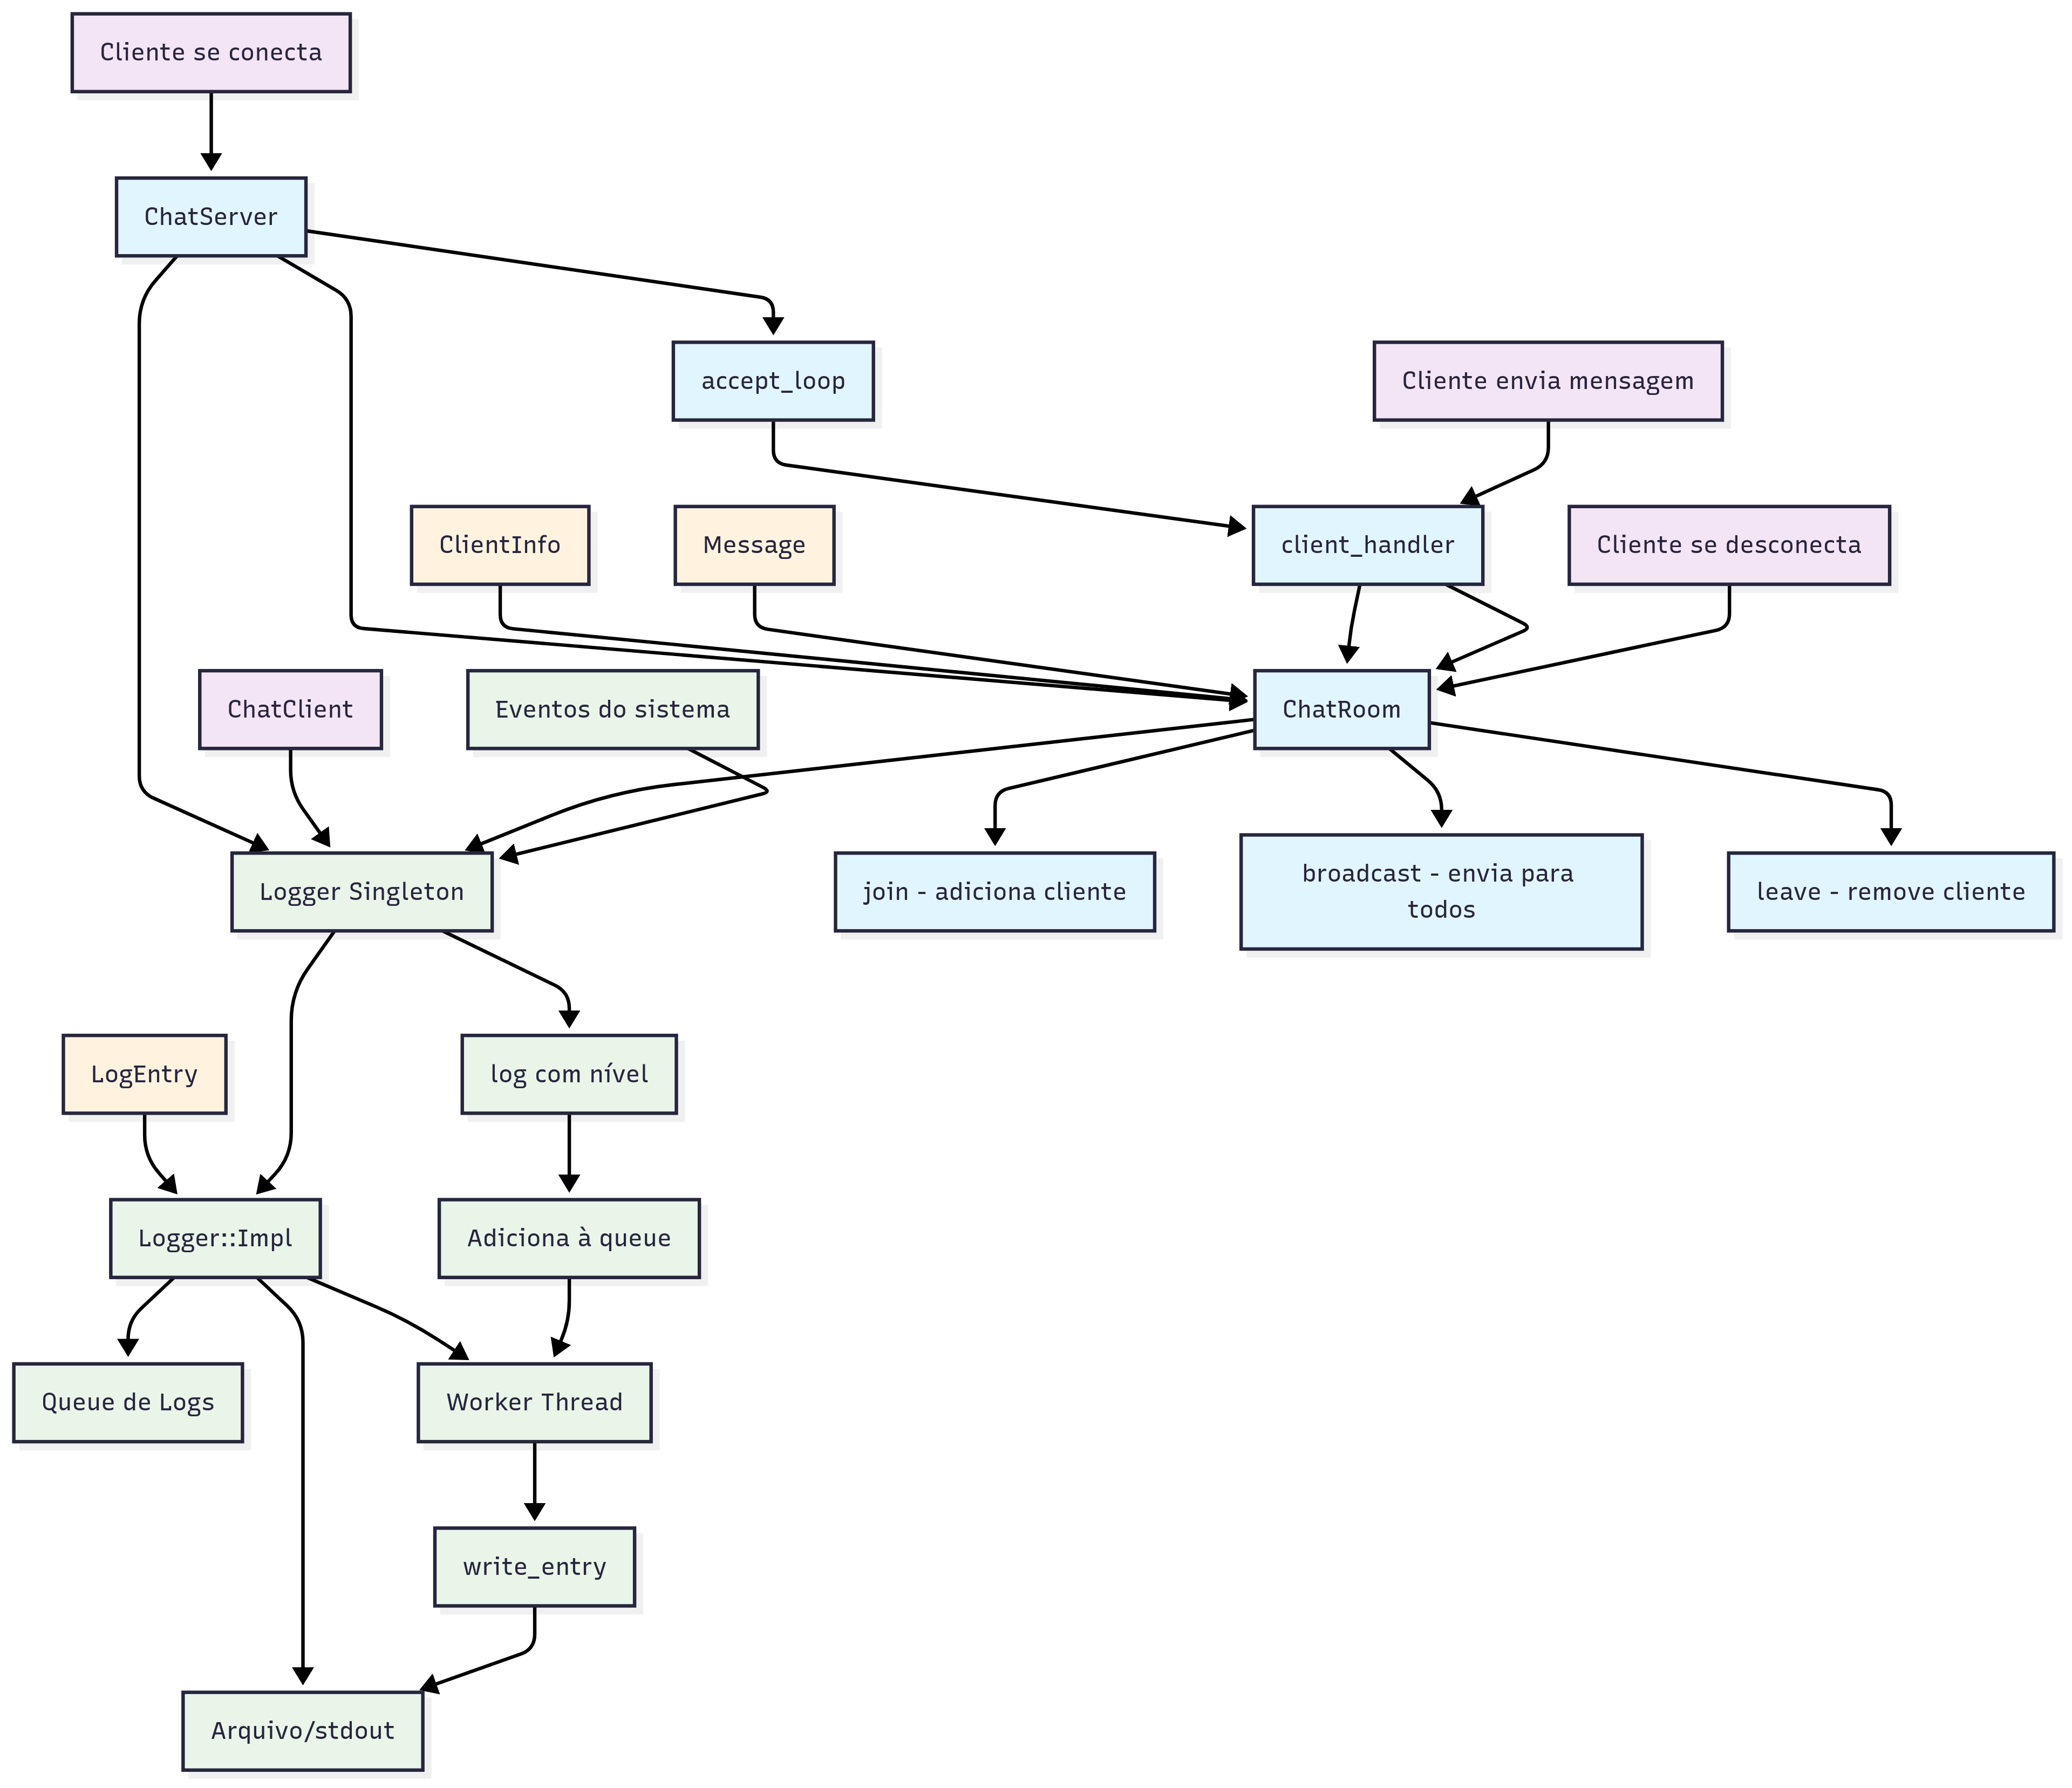 Cliente se conecta
ChatServer
accept_loop
Cliente envia mensagem
ClientInfo
Message
client_handler
Cliente se desconecta
ChatClient
Eventos do sistema
ChatRoom
Logger Singleton
join - adiciona cliente
broadcast - envia para
todos
leave - remove cliente
LogEntry
log com nível
Logger::Impl
Adiciona à queue
Queue de Logs
Worker Thread
write_entry
Arquivo/stdout